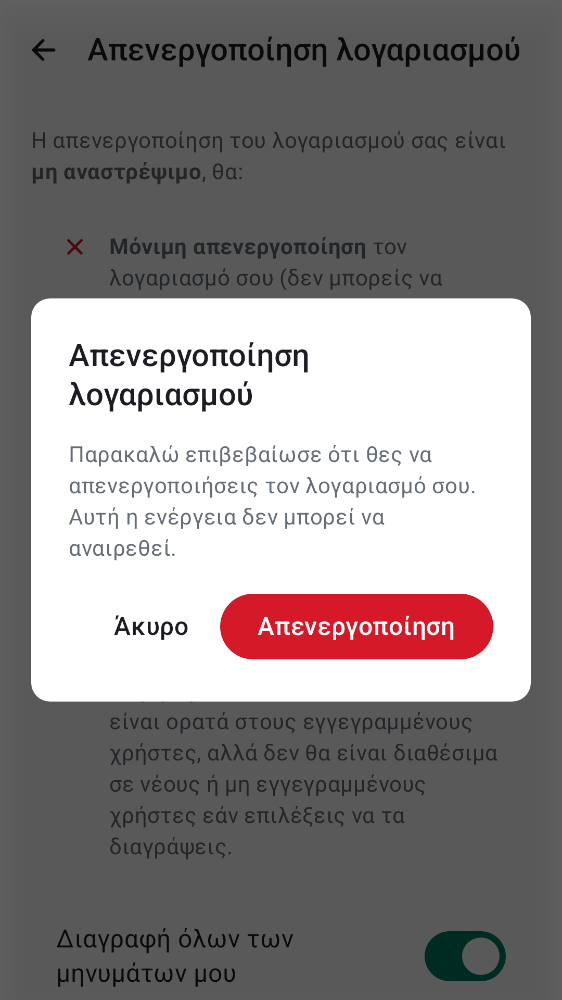 Απενεργοποίηση λογαριασμού
Η απενεργοποίηση του λογαριασμού σας είναι
μη αναστρέψιμο, θα:
Μόνιμη απενεργοποίηση τον
λογαριασμό σου (δεν μπορείς να
Απενεργοποίηση
λογαριασμού
Παρακαλώ επιβεβαίωσε ότι θες να
απενεργοποιήσεις τον λογαριασμό σου.
Αυτή η ενέργεια δεν μπορεί να
αναιρεθεί.
Άκυρο
Απενεργοποίηση
είναι ορατά στους εγγεγραμμένους
χρήστες, αλλά δεν θα είναι διαθέσιμα
σε νέους ή μη εγγεγραμμένους
χρήστες εάν επιλέξεις να τα
διαγράψεις.
Διαγραφή όλων των
μηνυμάτων μου